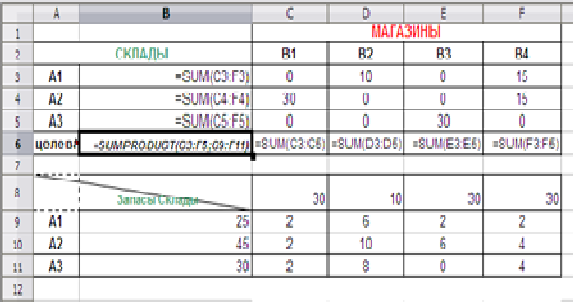 A B C D E F
1 МАГАЗИНЫ
2 СКЛАДЫ B1 B2 B3 B4
3 A1 =SUM(C3:F3) 0 10 0 15
4 A2 =SUM(C4:F4) 30 0 0 15
5 A3 =SUM(C5:F5) 0 0 30 0
6 =SUMPRODUCT(C3:F5;C9:F11) =SUM(C3:C5) =SUM(D3:D5) =SUM(E3:E5) =SUM(F3:F5)
7
8 Запасы Склады 30 10 30 30
9 A1 25 2 6 2 2
10 A2 45 2 10 6 4
11 A3 30 2 8 0 4
12